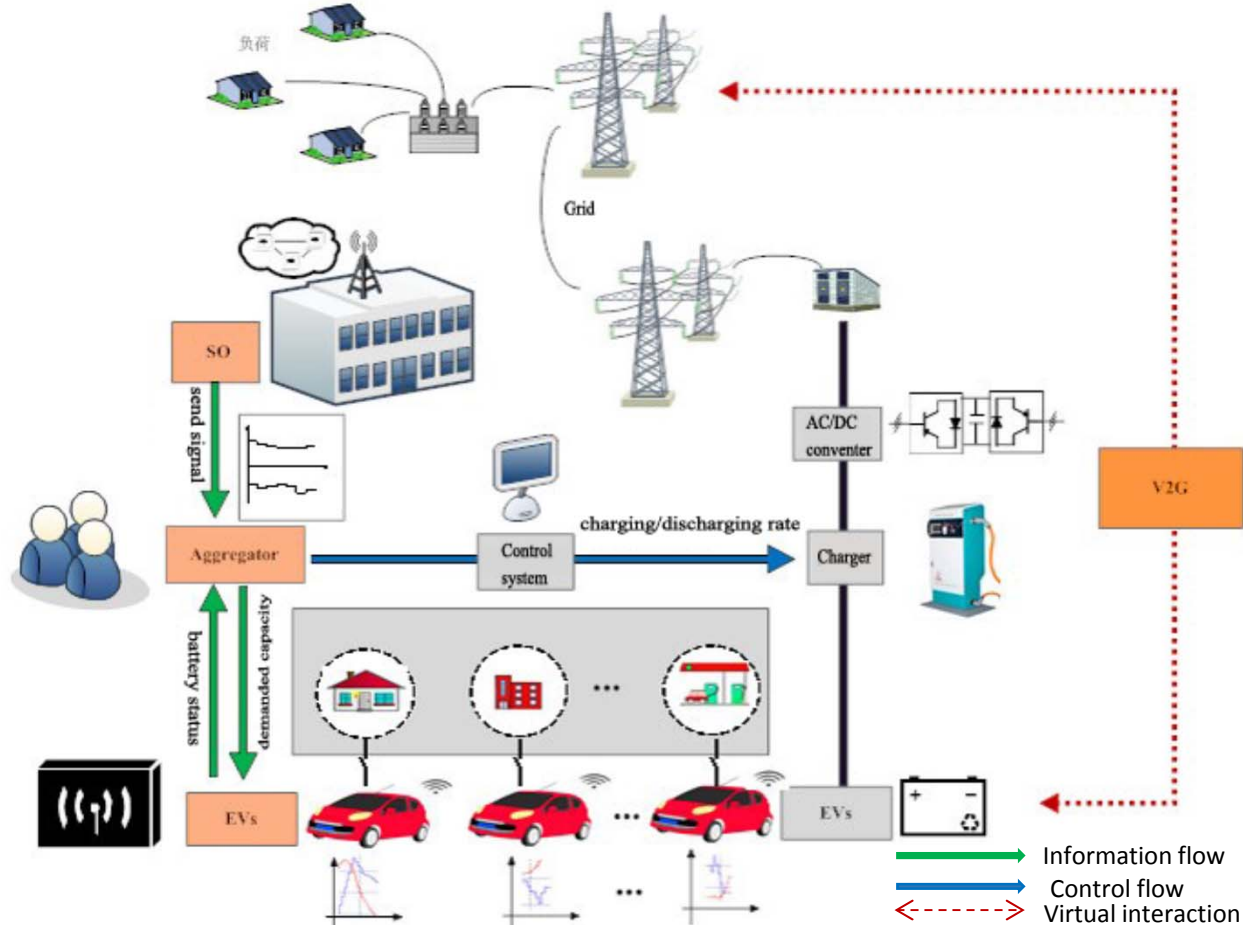 负荷
Grid
SO
send signal
AC/DC
conventer
V2G
charging/discharging rate
Aggregator
Control
system
Charger
battery status
demanded capacity
...
EVs
...
EVs
+ −
...
Information flow
Control flow
Virtual interaction